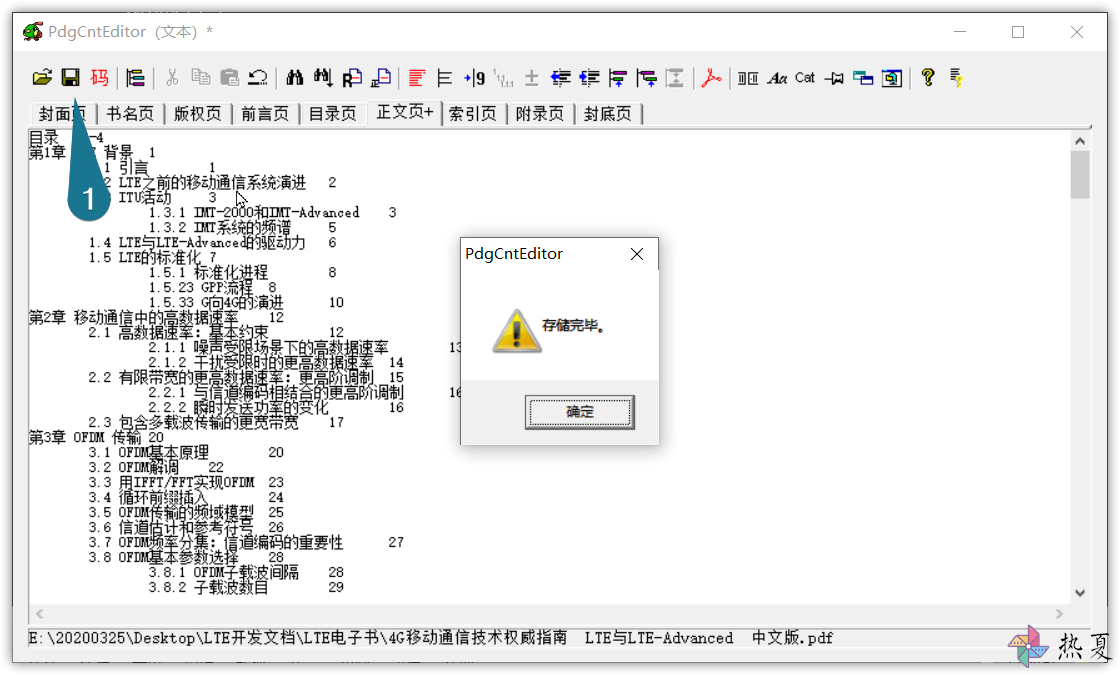 PdgCntEditor (文本) *
码 9 Aa Cat
封面页 书名页 版权页 前言页 目录页 正文页+ 索引页 附录页 封底页
目录 -4
第1章 背景 1
1 引言 1
2 LTE之前的移动通信系统演进 2
ITU活动 3
1.3.1 IMT-2000和IMT-Advanced 3
1.3.2 IMT系统的频谱 5
1.4 LTE与LTE-Advanced的驱动力 6
1.5 LTE的标准化 7
1.5.1 标准化进程 8
1.5.23 GPP流程 8
1.5.33 G向4G的演进 10
第2章 移动通信中的高数据速率 12
2.1 高数据速率：基本约束 12
2.1.1 噪声受限场景下的高数据速率 13
2.1.2 干扰受限时的更高数据速率 14
2.2 有限带宽的更高数据速率：更高阶调制 15
2.2.1 与信道编码相结合的更高阶调制 16
2.2.2 瞬时发送功率的变化 16
2.3 包含多载波传输的更宽带宽 17
第3章 OFDM 传输 20
3.1 OFDM基本原理 20
3.2 OFDM解调 22
3.3 用IFFT/FFT实现OFDM 23
3.4 循环前缀插入 24
3.5 OFDM传输的频域模型 25
3.6 信道估计和参考符号 26
3.7 OFDM频率分集：信道编码的重要性 27
3.8 OFDM基本参数选择 28
3.8.1 OFDM子载波间隔 28
3.8.2 子载波数目 29
1
PdgCntEditor
存储完毕。
确定
E:\20200325\Desktop\LTE开发文档\LTE电子书\4G移动通信技术权威指南 LTE与LTE-Advanced 中文版.pdf
热夏